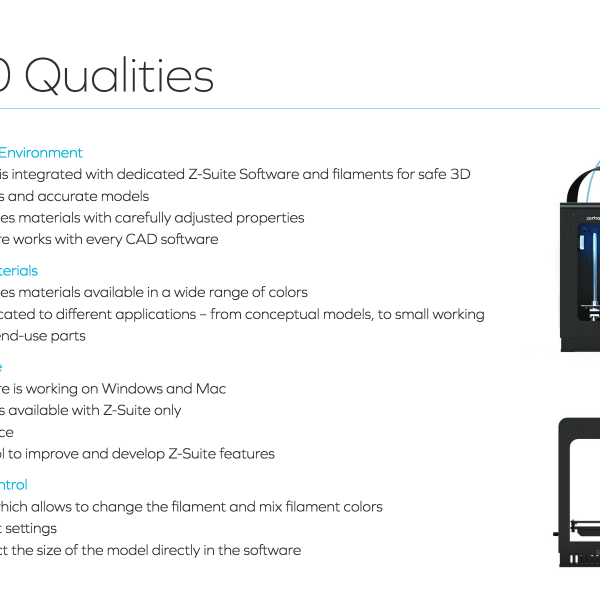 0 Qualities
Environment
is integrated with dedicated Z-Suite Software and filaments for safe 3D
s and accurate models
es materials with carefully adjusted properties
re works with every CAD software
terials
es materials available in a wide range of colors
cated to different applications – from conceptual models, to small working
end-use parts
e
re is working on Windows and Mac
s available with Z-Suite only
ce
ol to improve and develop Z-Suite features
ntrol
which allows to change the filament and mix filament colors
t settings
ct the size of the model directly in the software